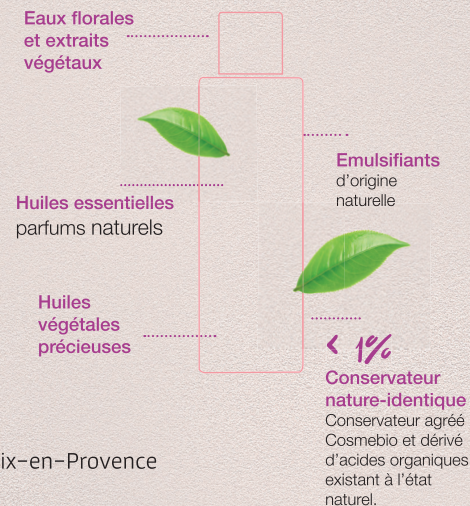 Eaux florales
et extraits
végétaux
Emulsifiants
d'origine
naturelle
Huiles essentielles
parfums naturels
Huiles
végétales
précieuses
< 1%
Conservateur
nature-identique
Conservateur agréé
Cosmebio et dérivé
d'acides organiques
existant à l'état
naturel.
ix-en-Provence